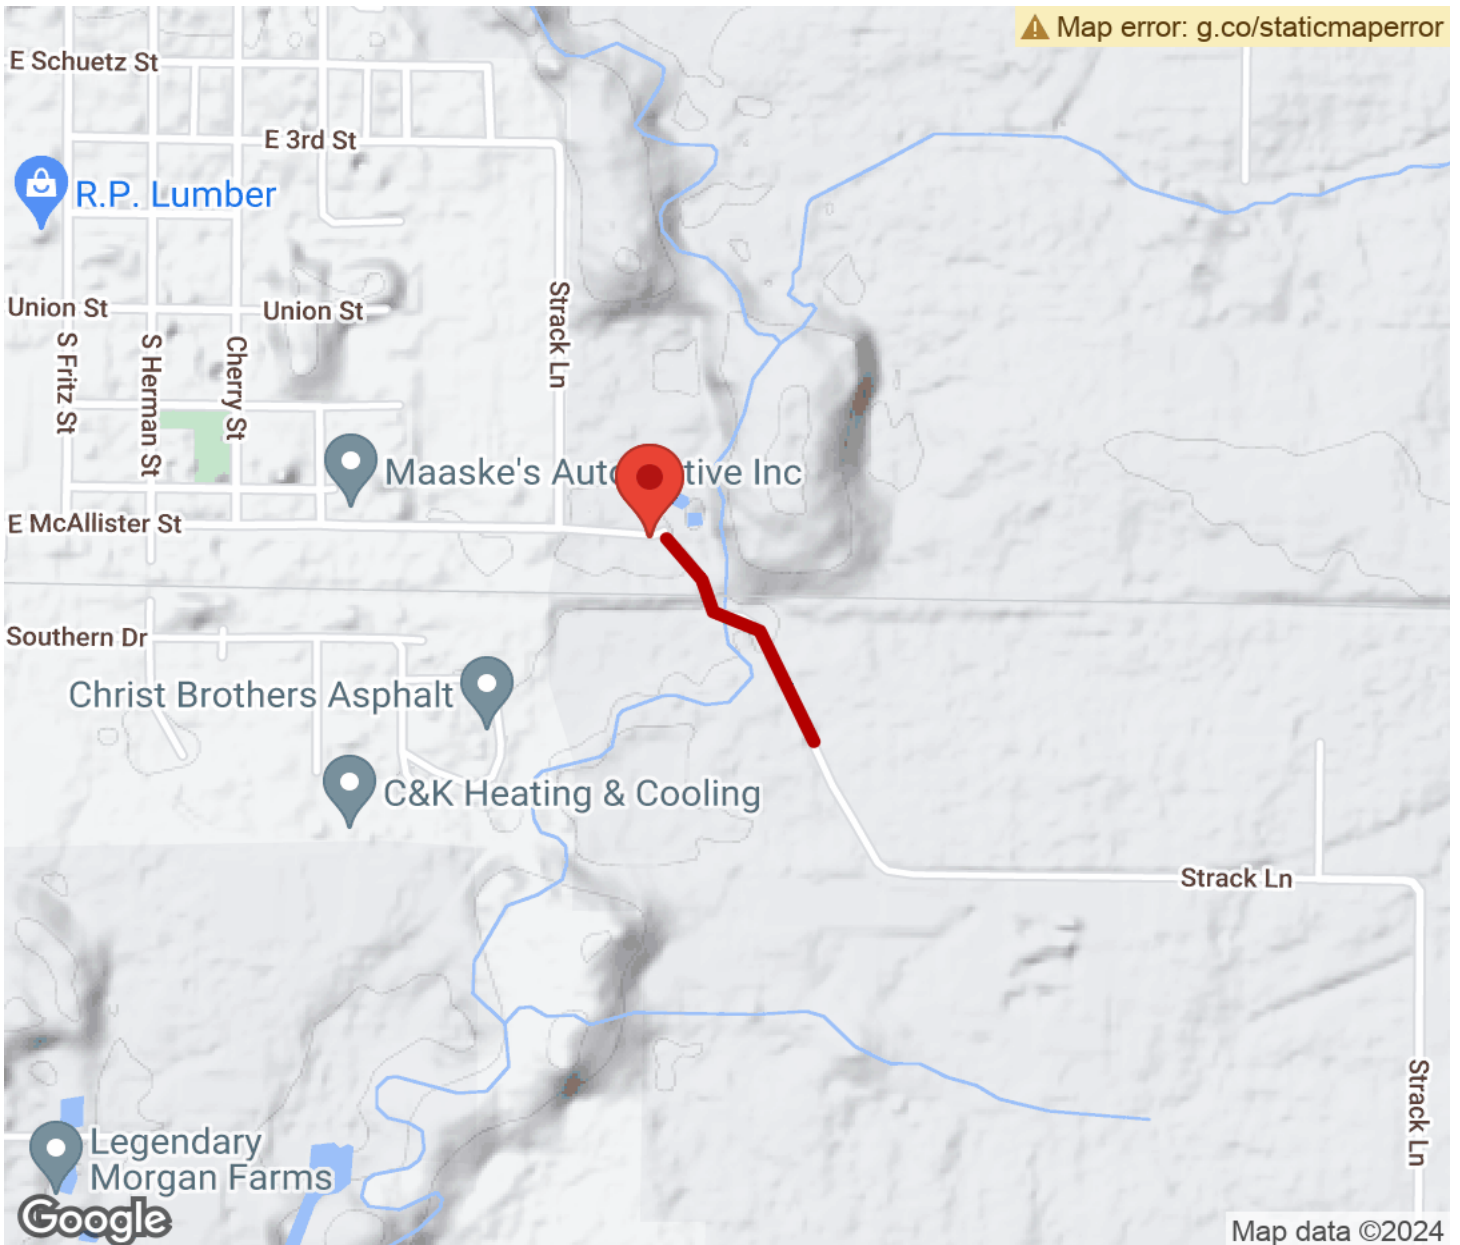 Map error: g.co/staticmaperror
E Schuetz St
E 3rd St
R.P. Lumber
Union St
Union St
Strack Ln
S Fritz St
S Herman St
Cherry St
Maaske's Auto tive Inc
E McAllister St
Southern Dr
Christ Brothers Asphalt
C&K Heating & Cooling
Strack Ln
Strack Ln
Legendary
Morgan Farms
Google
Map data ©2024